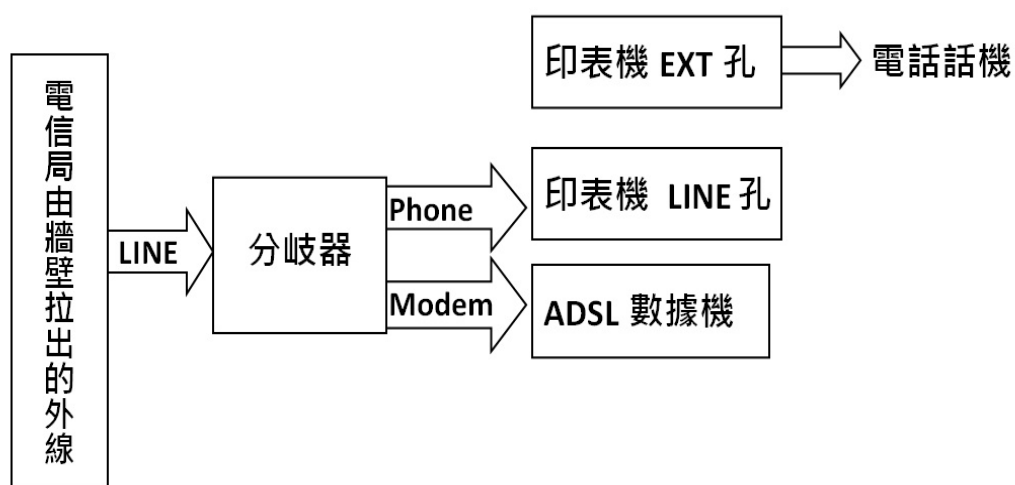 電信局由牆壁拉出的外線
LINE
分岐器
Phone
Modem
印表機 EXT 孔
電話話機
印表機 LINE 孔
ADSL 數據機